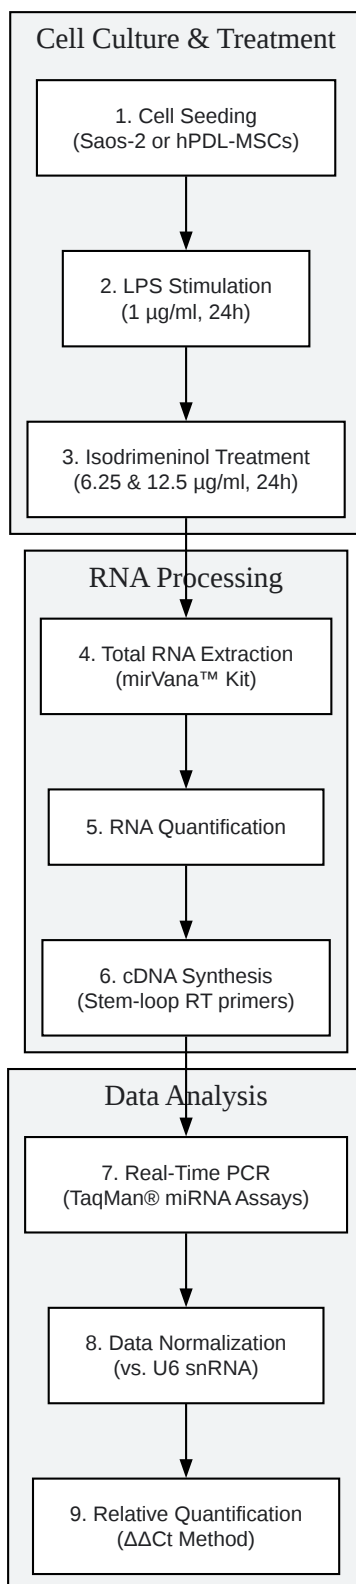 Cell Culture & Treatment
1. Cell Seeding
(Saos-2 or hPDL-MSCs)
2. LPS Stimulation
(1 µg/ml, 24h)
3. Isodrimeninol Treatment
(6.25 & 12.5 µg/ml, 24h)
RNA Processing
4. Total RNA Extraction
(mirVana™ Kit)
5. RNA Quantification
6. cDNA Synthesis
(Stem-loop RT primers)
Data Analysis
7. Real-Time PCR
(TaqMan® miRNA Assays)
8. Data Normalization
(vs. U6 snRNA)
9. Relative Quantification
(ΔΔCt Method)